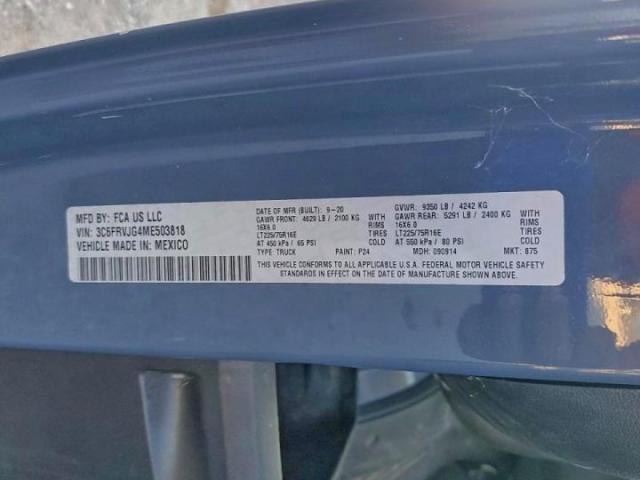 MFD BY: FCA US LLC
VIN: 3C6FRVJG4ME503818
VEHICLE MADE IN: MEXICO
DATE OF MFR (BUILT): 9-20
GAWR FRONT: 4629 LB / 2100 KG WITH
16X6.0 RIMS
LT225/75R16E TIRES
AT 450 kPa / 65 PSI
GVWR: 9350 LB / 4242 KG
GAWR REAR: 5291 LB / 2400 KG WITH
16X6.0 RIMS
LT225/75R16E TIRES
AT 550 kPa / 80 PSI
TYPE: TRUCK PAINT: P24 MDH: 090914 MKT: 875
THIS VEHICLE CONFORMS TO ALL APPLICABLE U.S.A. FEDERAL MOTOR VEHICLE SAFETY
STANDARDS IN EFFECT ON THE DATE OF MANUFACTURE SHOWN ABOVE.